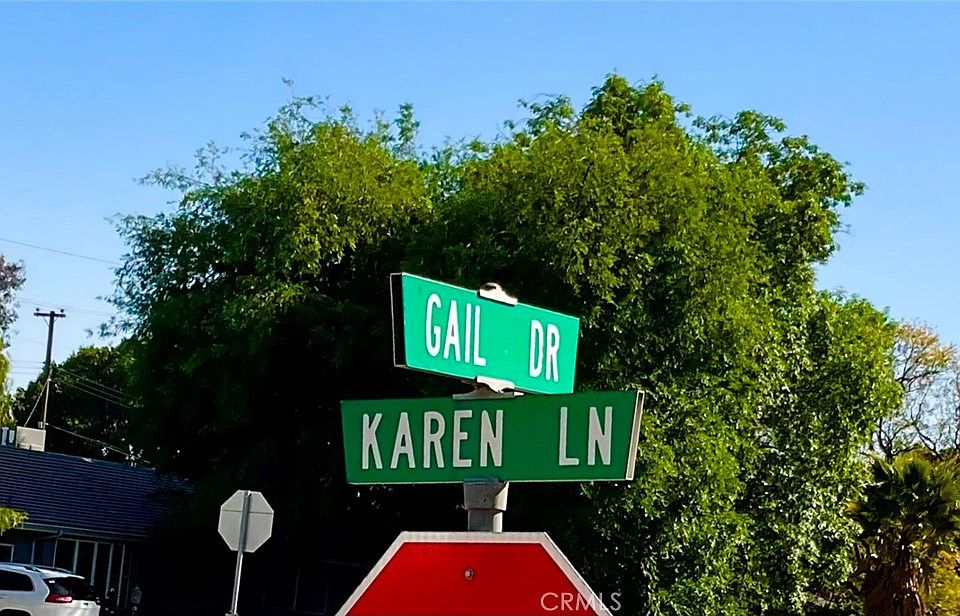 GAIL DR
KAREN LN
CRMLS